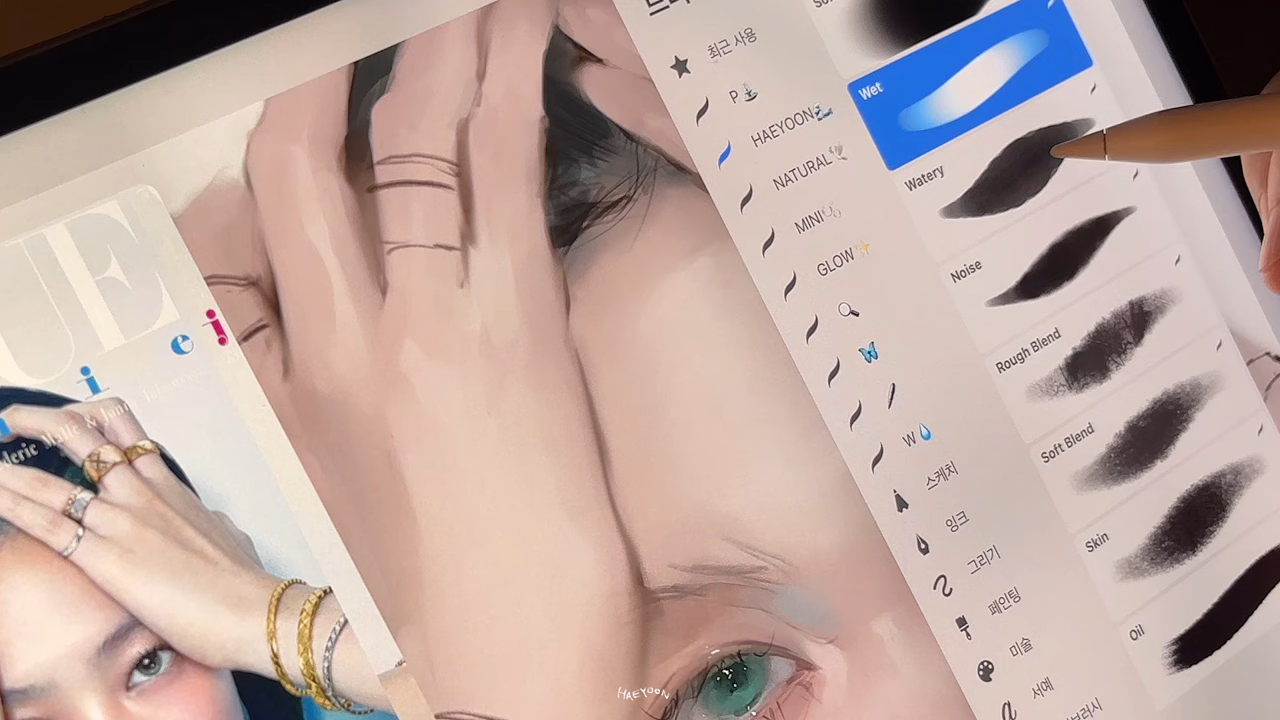 최근 사용
P
HAEYOON
NATURAL
MINI
GLOW
W
스케치
잉크
그리기
페인팅
미술
서예
Wet
Watery
Noise
Rough Blend
Soft Blend
Skin
Oil
UE
i e i
HAEYOON